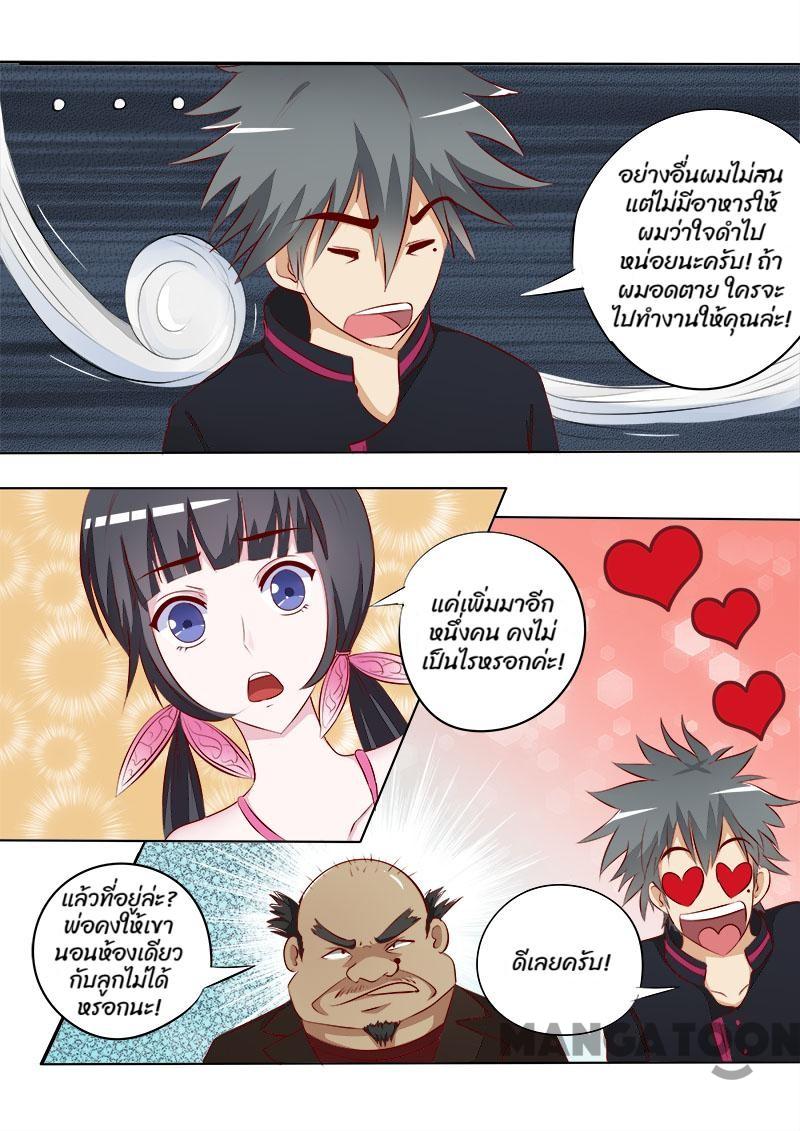 อย่างอื่นผมไม่สน
แต่ไม่มีอาหารให้
ผมว่าใจดำไป
หน่อยนะครับ! ถ้า
ผมอดตาย ใครจะ
ไปทำงานให้คุณล่ะ!
แค่เพิ่มมาอีก
หนึ่งคน คงไม่
เป็นไรหรอกค่ะ!
แล้วที่อยู่ล่ะ?
พ่อคงให้เขา
นอนห้องเดียว
กับลูกไม่ได้
หรอกนะ!
ดีเลยครับ!
MANGATOON